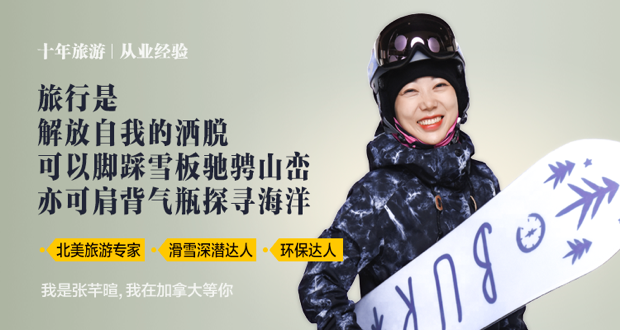 十年旅游 | 从业经验
旅行是
解放自我的洒脱
可以脚踩雪板驰骋山峦
亦可肩背气瓶探寻海洋
北美旅游专家 滑雪深潜达人 环保达人
我是张芊暄, 我在加拿大等你
BUR